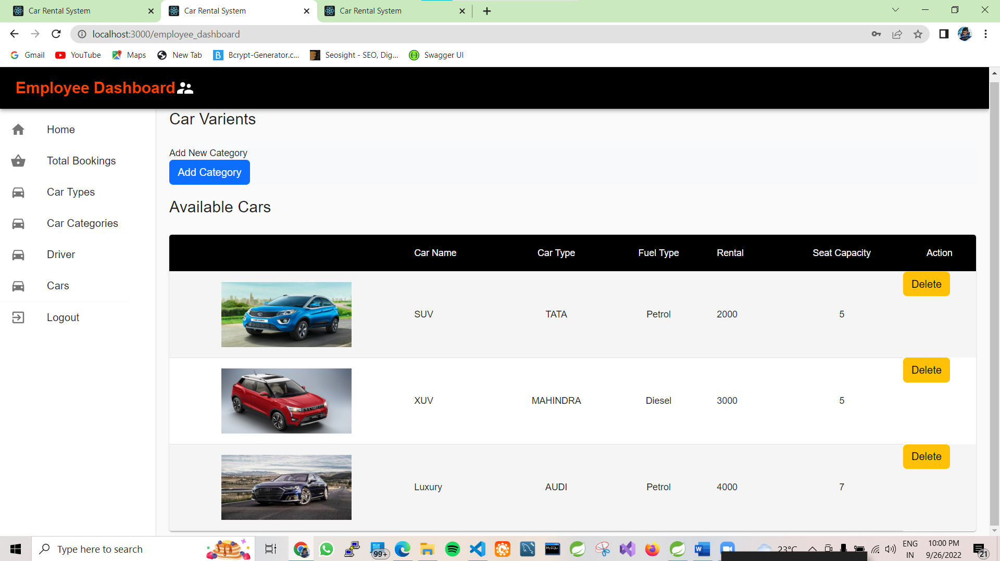 Car Rental System
Car Rental System
Car Rental System
localhost:3000/employee_dashboard
Gmail
YouTube
Maps
New Tab
B
Bcrypt-Generator.c...
Seosight - SEO, Dig...
Swagger UI
Employee Dashboard
Home
Total Bookings
Car Types
Car Categories
Driver
Cars
Logout
Car Varients
Add New Category
Add Category
Available Cars
Car Name Car Type Fuel Type Rental Seat Capacity Action
SUV TATA Petrol 2000 5 Delete
XUV MAHINDRA Diesel 3000 5 Delete
Luxury AUDI Petrol 4000 7 Delete
Type here to search
99+
23°C
ENG
IN
10:00 PM
9/26/2022
21